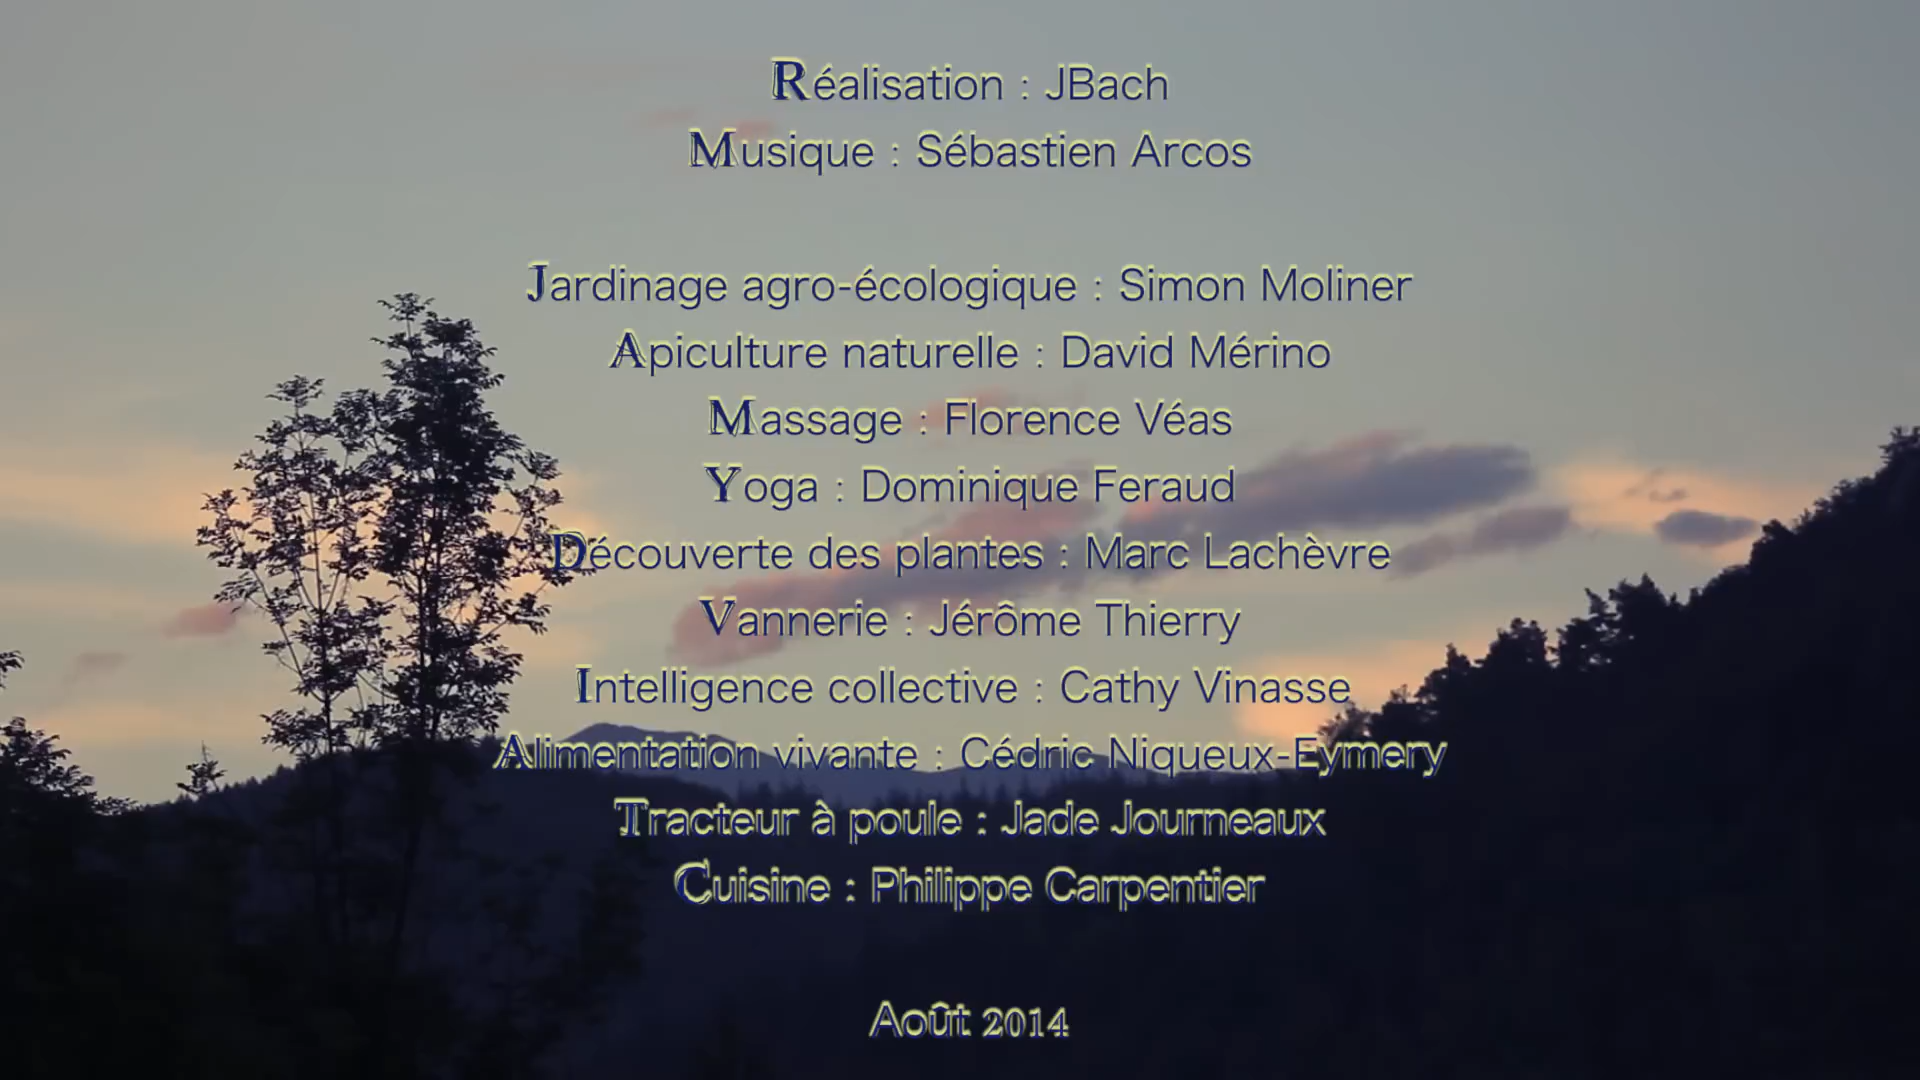 Réalisation : JBach
Musique : Sébastien Arcos
Jardinage agro-écologique : Simon Moliner
Apiculture naturelle : David Mérino
Massage : Florence Véas
Yoga : Dominique Feraud
Découverte des plantes : Marc Lachèvre
Vannerie : Jérôme Thierry
Intelligence collective : Cathy Vinasse
Alimentation vivante : Cédric Niqueux-Eymery
Tracteur à poule : Jade Journeaux
Cuisine : Philippe Carpentier
Août 2014